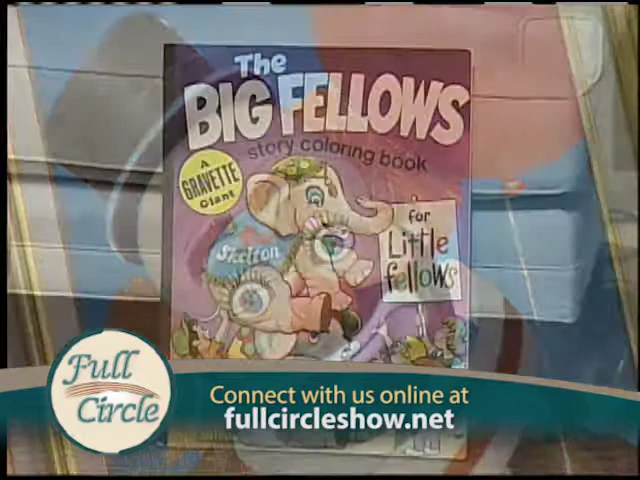 The
BIG FELLOWS
story coloring book
A
GRAVETTE
Giant
for
Little
fellows
Skelton
Full
Circle
Connect with us online at
fullcircleshow.net